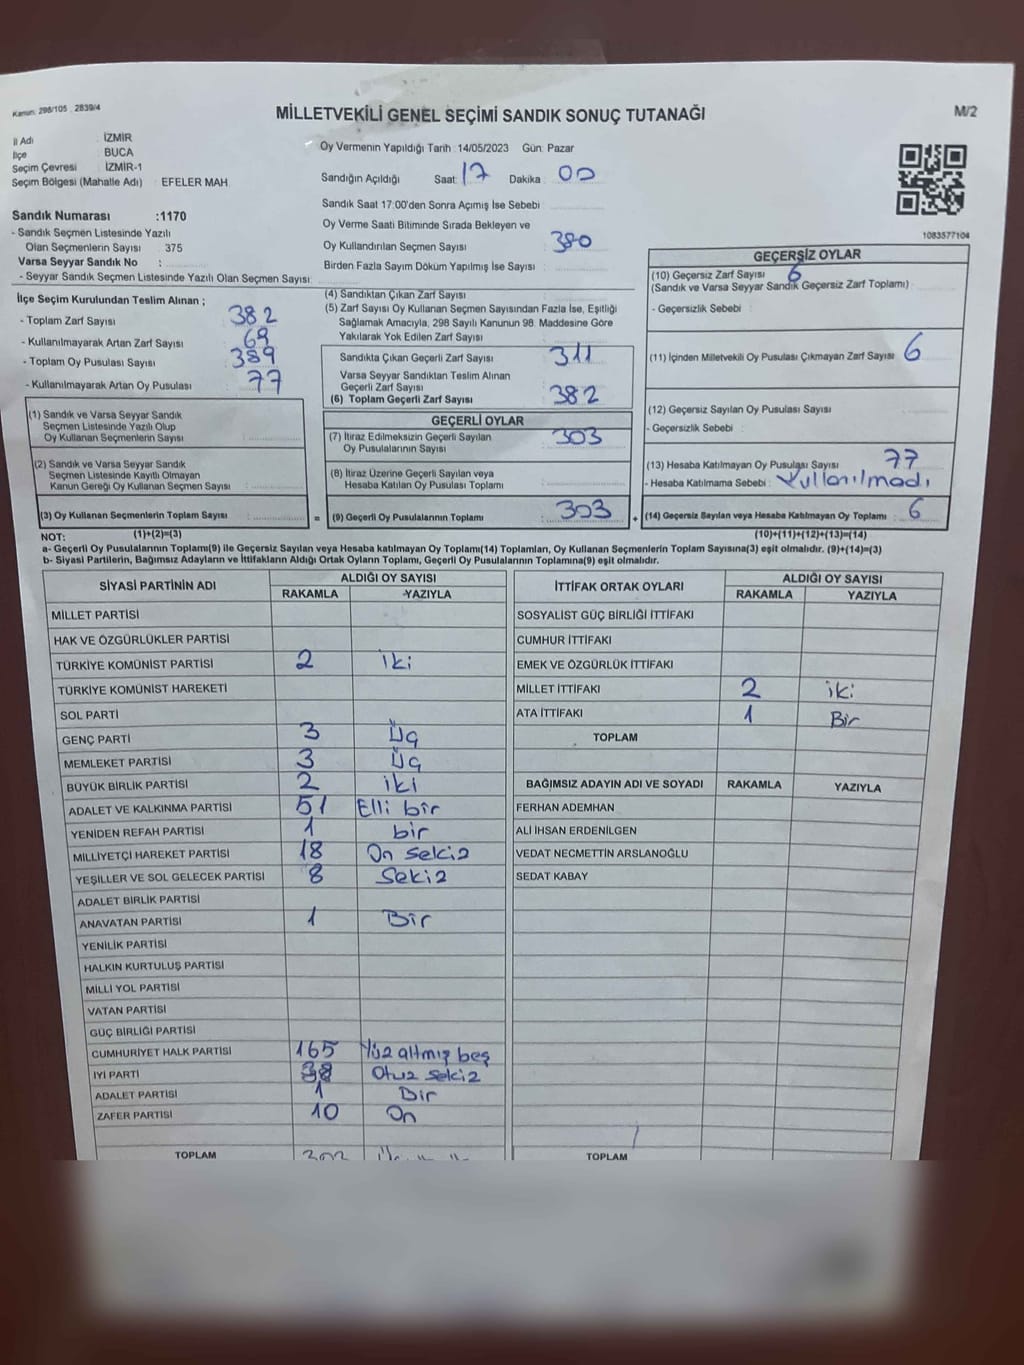 Kanun: 298/105 2839/4
MİLLETVEKİLİ GENEL SEÇİMİ SANDIK SONUÇ TUTANAĞI
M/2
İl Adı : İZMİR
İlçe : BUCA
Seçim Çevresi : İZMİR-1
Seçim Bölgesi (Mahalle Adı) : EFELER MAH
Oy Vermenin Yapıldığı Tarih :14/05/2023 Gün: Pazar
Sandığın Açıldığı Saat: 17 Dakika : 00
Sandık Saat 17:00'den Sonra Açımış İse Sebebi :
Oy Verme Saati Bitiminde Sırada Bekleyen ve
Oy Kullandırılan Seçmen Sayısı : 380
Birden Fazla Sayım Döküm Yapılmış İse Sayısı :
1083577104
Sandık Numarası :1170
- Sandık Seçmen Listesinde Yazılı
Olan Seçmenlerin Sayısı : 375
Varsa Seyyar Sandık No :
- Seyyar Sandık Seçmen Listesinde Yazılı Olan Seçmen Sayısı:
İlçe Seçim Kurulundan Teslim Alınan ;
- Toplam Zarf Sayısı : 382
- Kullanılmayarak Artan Zarf Sayısı : 69
- Toplam Oy Pusulası Sayısı : 389
- Kullanılmayarak Artan Oy Pusulası : 77
(1) Sandık ve Varsa Seyyar Sandık
Seçmen Listesinde Yazılı Olup
Oy Kullanan Seçmenlerin Sayısı :
(2) Sandık ve Varsa Seyyar Sandık
Seçmen Listesinde Kayıtlı Olmayan
Kanun Gereği Oy Kullanan Seçmen Sayısı :
(3) Oy Kullanan Seçmenlerin Toplam Sayısı :
(4) Sandıktan Çıkan Zarf Sayısı :
(5) Zarf Sayısı Oy Kullanan Seçmen Sayısından Fazla İse, Eşitliği
Sağlamak Amacıyla, 298 Sayılı Kanunun 98. Maddesine Göre
Yakılarak Yok Edilen Zarf Sayısı :
Sandıkta Çıkan Geçerli Zarf Sayısı : 311
Varsa Seyyar Sandıktan Teslim Alınan
Geçerli Zarf Sayısı :
(6) Toplam Geçerli Zarf Sayısı : 382
GEÇERLİ OYLAR
(7) İtiraz Edilmeksizin Geçerli Sayılan
Oy Pusulalarının Sayısı : 303
(8) İtiraz Üzerine Geçerli Sayılan veya
Hesaba Katılan Oy Pusulası Toplamı :
= (9) Geçerli Oy Pusulalarının Toplamı : 303
GEÇERSİZ OYLAR
(10) Geçersiz Zarf Sayısı : 6
(Sandık ve Varsa Seyyar Sandık Geçersiz Zarf Toplamı)
- Geçersizlik Sebebi :
(11) İçinden Milletvekili Oy Pusulası Çıkmayan Zarf Sayısı : 6
(12) Geçersiz Sayılan Oy Pusulası Sayısı
- Geçersizlik Sebebi :
(13) Hesaba Katılmayan Oy Pusulası Sayısı : 77
- Hesaba Katılmama Sebebi : Kullanılmadı
+ (14) Geçersiz Sayılan veya Hesaba Katılmayan Oy Toplamı : 6
NOT: (1)+(2)=(3) (10)+(11)+(12)+(13)=(14)
a- Geçerli Oy Pusulalarının Toplamı(9) ile Geçersiz Sayılan veya Hesaba katılmayan Oy Toplamı(14) Toplamları, Oy Kullanan Seçmenlerin Toplam Sayısına(3) eşit olmalıdır. (9)+(14)=(3)
b- Siyasi Partilerin, Bağımsız Adayların ve İttifakların Aldığı Ortak Oyların Toplamı, Geçerli Oy Pusulalarının Toplamına(9) eşit olmalıdır.
SİYASİ PARTİNİN ADI ALDIĞI OY SAYISI
RAKAMLA YAZIYLA
MİLLET PARTİSİ
HAK VE ÖZGÜRLÜKLER PARTİSİ
TÜRKİYE KOMÜNİST PARTİSİ 2 iki
TÜRKİYE KOMÜNİST HAREKETİ
SOL PARTİ
GENÇ PARTİ 3 Üç
MEMLEKET PARTİSİ 3 Üç
BÜYÜK BİRLİK PARTİSİ 2 iki
ADALET VE KALKINMA PARTİSİ 51 Elli bir
YENİDEN REFAH PARTİSİ 1 bir
MİLLİYETÇİ HAREKET PARTİSİ 18 On sekiz
YEŞİLLER VE SOL GELECEK PARTİSİ 8 Sekiz
ADALET BİRLİK PARTİSİ
ANAVATAN PARTİSİ 1 Bir
YENİLİK PARTİSİ
HALKIN KURTULUŞ PARTİSİ
MİLLİ YOL PARTİSİ
VATAN PARTİSİ
GÜÇ BİRLİĞİ PARTİSİ
CUMHURİYET HALK PARTİSİ 165 Yüz altmış beş
İYİ PARTİ 38 Otuz sekiz
ADALET PARTİSİ 1 Bir
ZAFER PARTİSİ 10 On
TOPLAM
İTTİFAK ORTAK OYLARI ALDIĞI OY SAYISI
RAKAMLA YAZIYLA
SOSYALİST GÜÇ BİRLİĞİ İTTİFAKI
CUMHUR İTTİFAKI
EMEK VE ÖZGÜRLÜK İTTİFAKI
MİLLET İTTİFAKI 2 iki
ATA İTTİFAKI 1 Bir
TOPLAM
BAĞIMSIZ ADAYIN ADI VE SOYADI RAKAMLA YAZIYLA
FERHAN ADEMHAN
ALİ İHSAN ERDENİLGEN
VEDAT NECMETTİN ARSLANOĞLU
SEDAT KABAY
TOPLAM